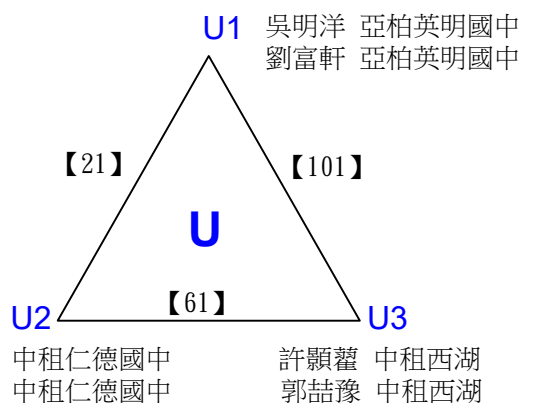 U1 吳明洋 亞柏英明國中
劉富軒 亞柏英明國中
【21】 【101】
U
【61】
U2 U3
中租仁德國中 許顥藿 中租西湖
中租仁德國中 郭喆豫 中租西湖